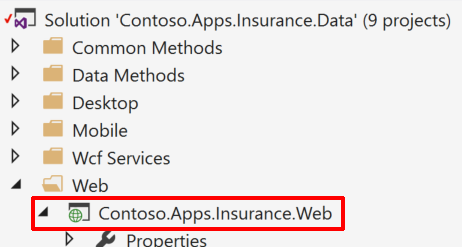 Solution 'Contoso.Apps.Insurance.Data' (9 projects)
Common Methods
Data Methods
Desktop
Mobile
Wcf Services
Web
Contoso.Apps.Insurance.Web
Properties